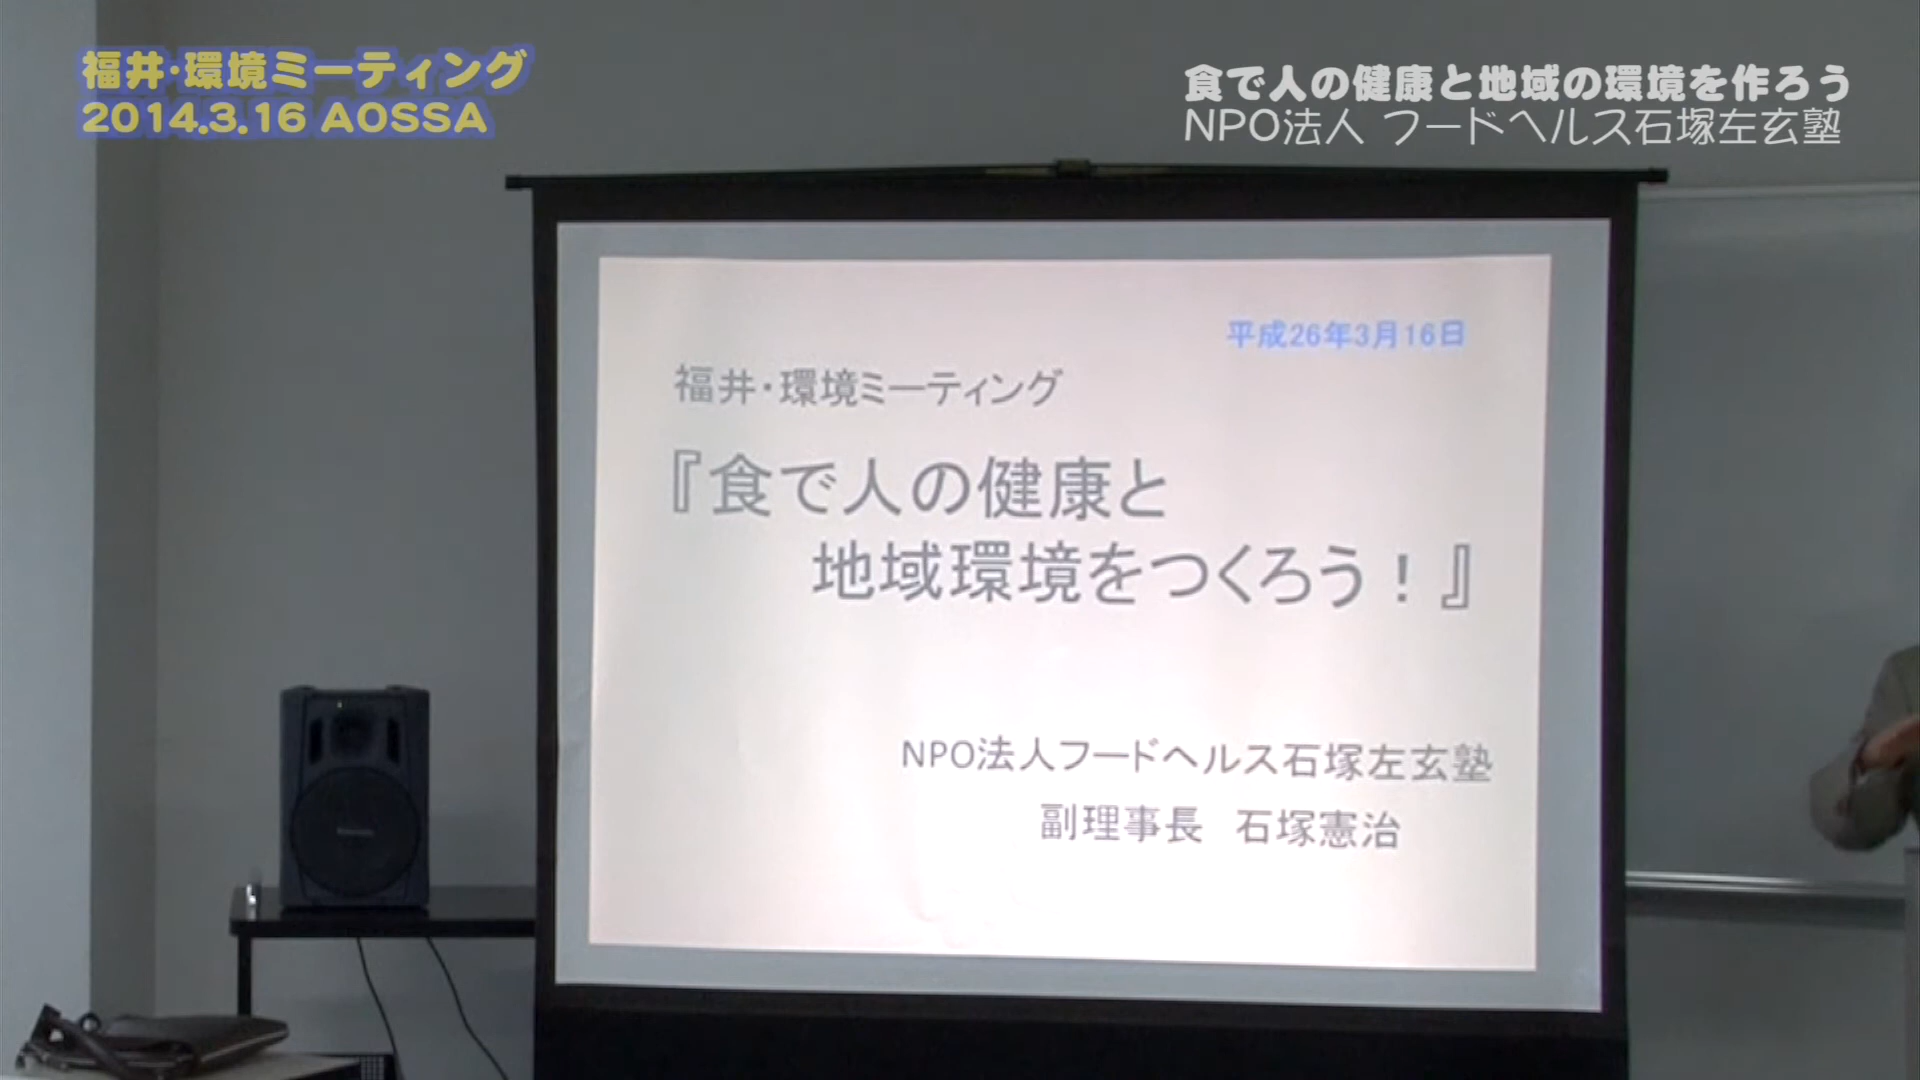 福井・環境ミーティング
2014.3.16 AOSSA
食で人の健康と地域の環境を作ろう
NPO法人 フードヘルス石塚左玄塾
平成26年3月16日
福井・環境ミーティング
『食で人の健康と
地域環境をつくろう！』
NPO法人フードヘルス石塚左玄塾
副理事長 石塚憲治